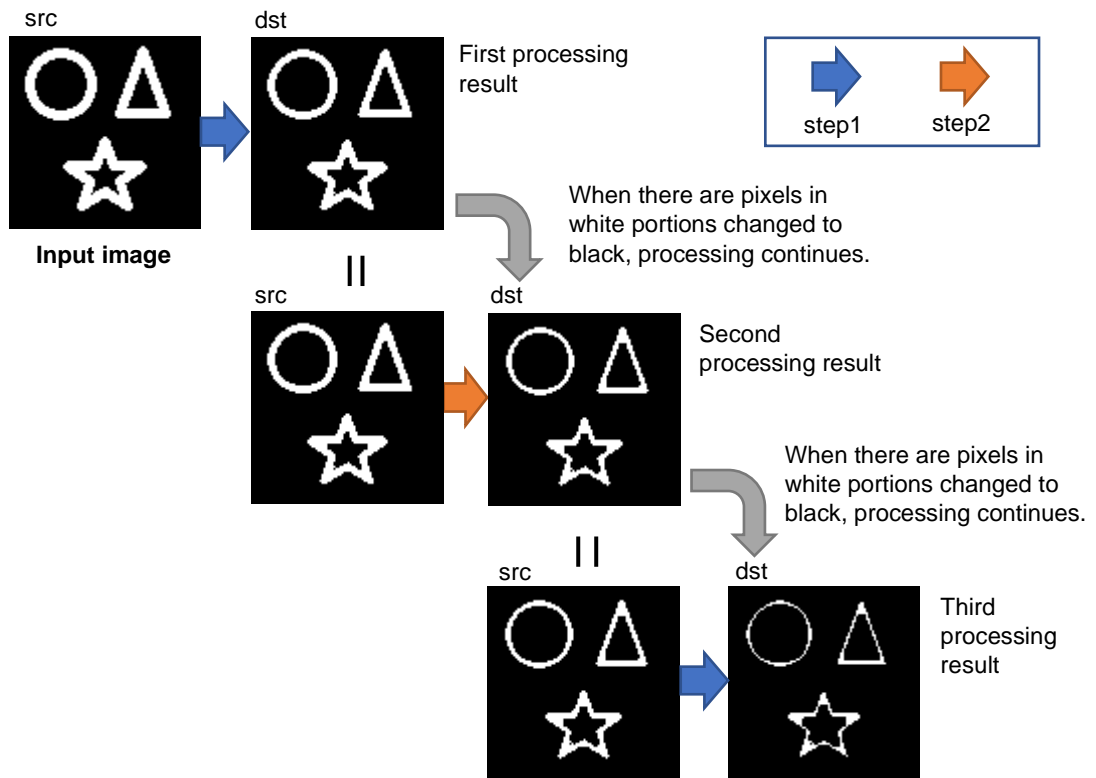 src
dst
First processing
result
step1
step2
Input image
When there are pixels in
white portions changed to
black, processing continues.
src
dst
Second
processing result
When there are pixels in
white portions changed to
black, processing continues.
src
dst
Third
processing
result